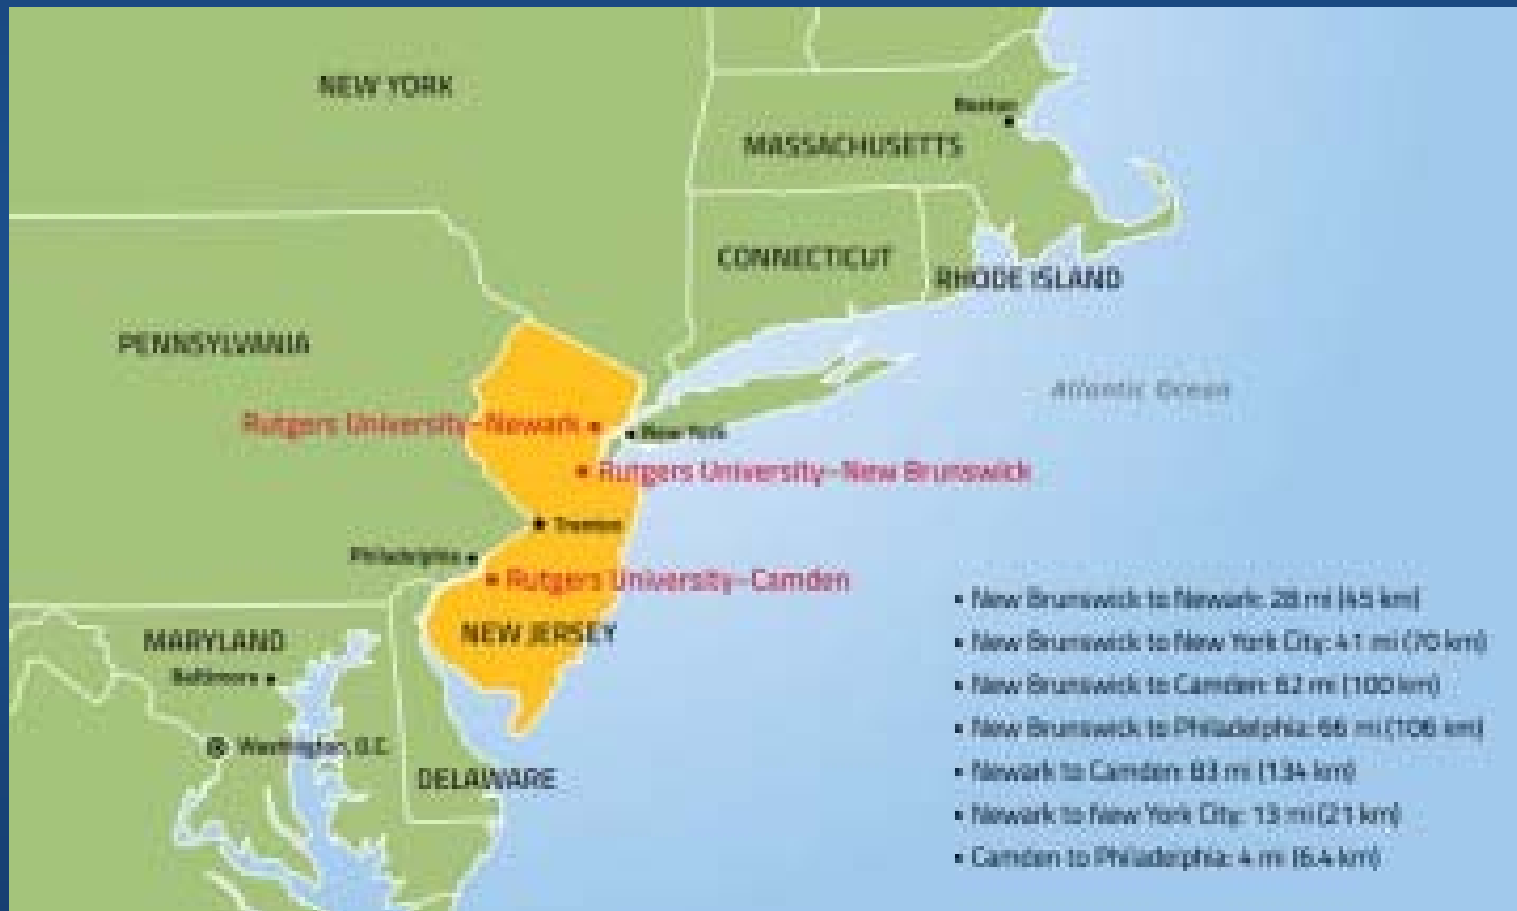 NEW YORK
Boston
MASSACHUSETTS
CONNECTICUT
RHODE ISLAND
PENNSYLVANIA
Atlantic Ocean
Rutgers University–Newark
New York
Rutgers University–New Brunswick
Trenton
Philadelphia
Rutgers University–Camden
NEW JERSEY
MARYLAND
Baltimore
Washington, D.C.
DELAWARE
• New Brunswick to Newark: 28 mi (45 km)
• New Brunswick to New York City: 41 mi (70 km)
• New Brunswick to Camden: 62 mi (100 km)
• New Brunswick to Philadelphia: 66 mi (106 km)
• Newark to Camden: 83 mi (134 km)
• Newark to New York City: 13 mi (21 km)
• Camden to Philadelphia: 4 mi (6.4 km)